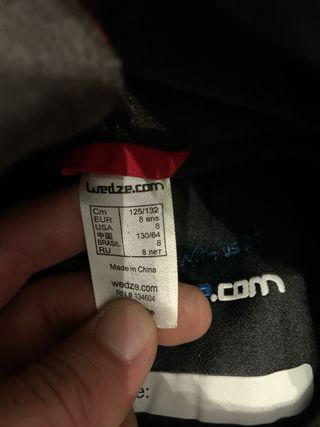 wedze.com
Cm 125/132
EUR 8 ans
USA 8
中国 130/64
BRASIL 8
RU 8 лет
Made in China
wedze.com
RN # 134604
.com
e: